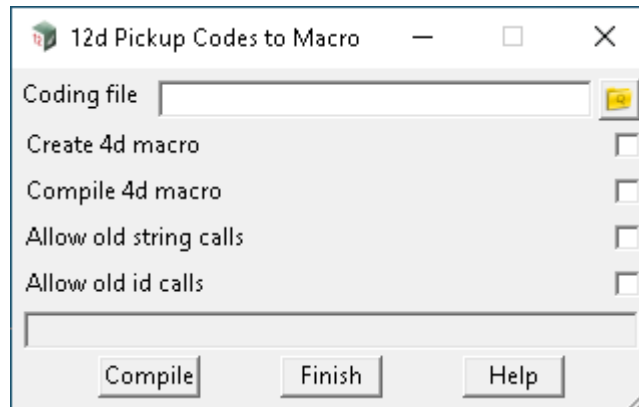 12d Pickup Codes to Macro
Coding file
Create 4d macro
Compile 4d macro
Allow old string calls
Allow old id calls
Compile Finish Help